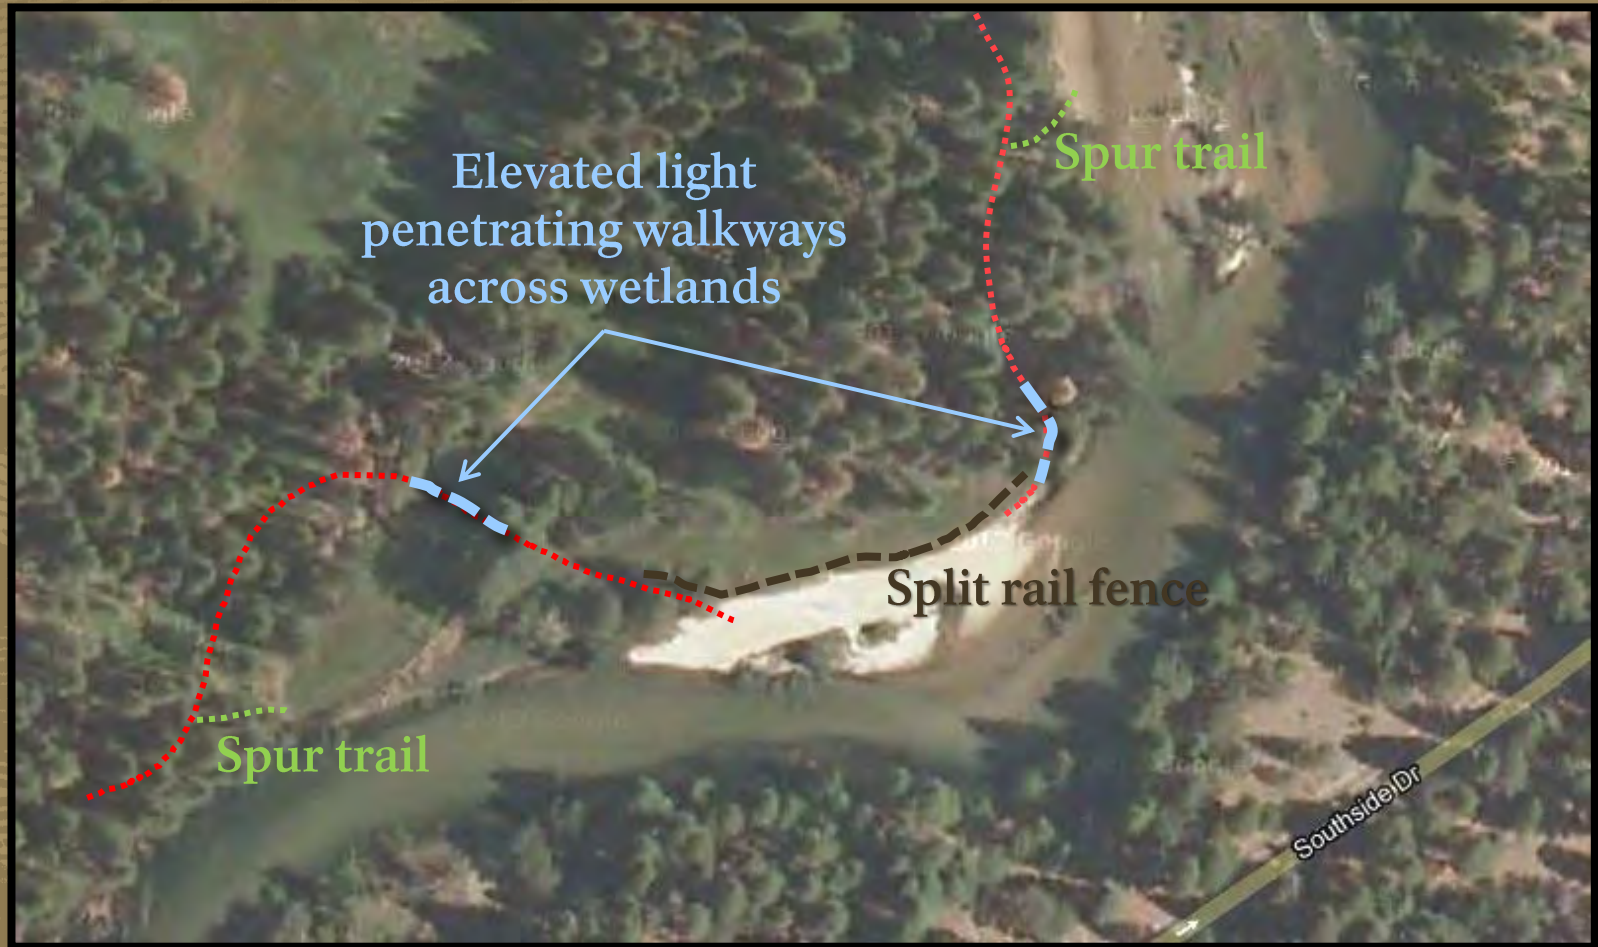 Elevated light
penetrating walkways
across wetlands
Spur trail
Split rail fence
Spur trail
Southside Dr